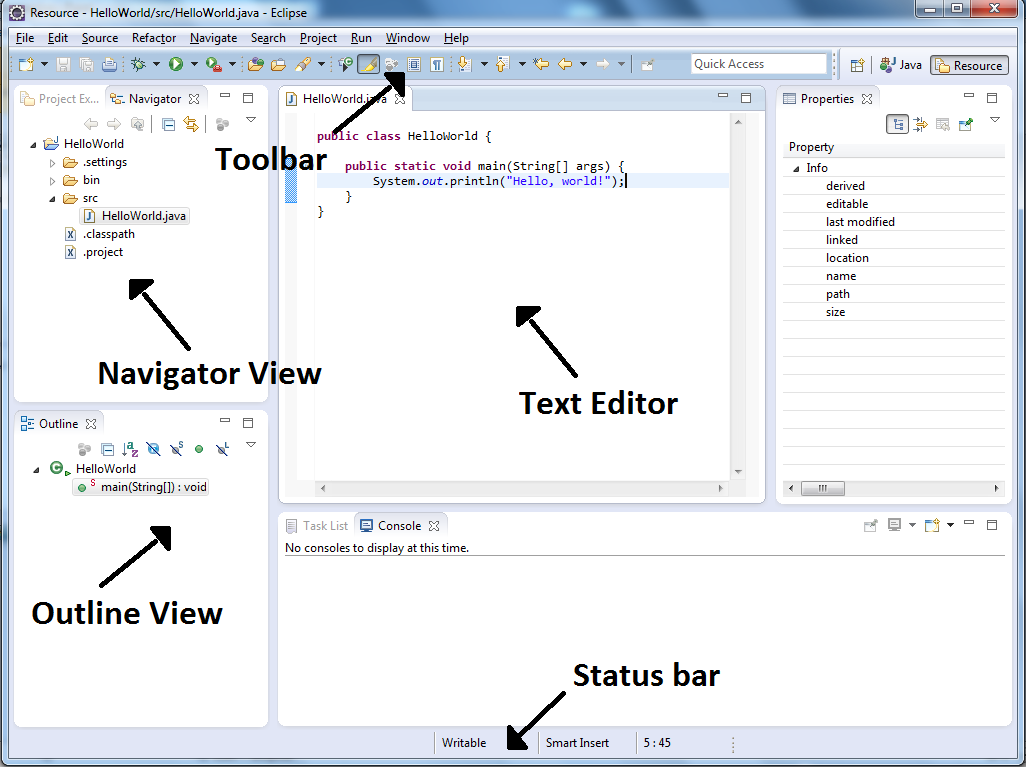 Resource - HelloWorld/src/HelloWorld.java - Eclipse
File Edit Source Refactor Navigate Search Project Run Window Help
Quick Access
Java
Resource
Project Ex...
Navigator
HelloWorld
.settings
bin
src
HelloWorld.java
.classpath
.project
Toolbar
Navigator View
HelloWorld.java
public class HelloWorld {
public static void main(String[] args) {
System.out.println("Hello, world!");
}
}
Text Editor
Properties
Property
Info
derived
editable
last modified
linked
location
name
path
size
Outline
HelloWorld
main(String[]) : void
Outline View
Task List
Console
No consoles to display at this time.
Status bar
Writable
Smart Insert
5 : 45